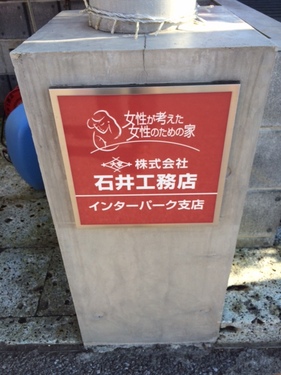 女性が考えた
女性のための家
株式会社
石井工務店
インターパーク支店